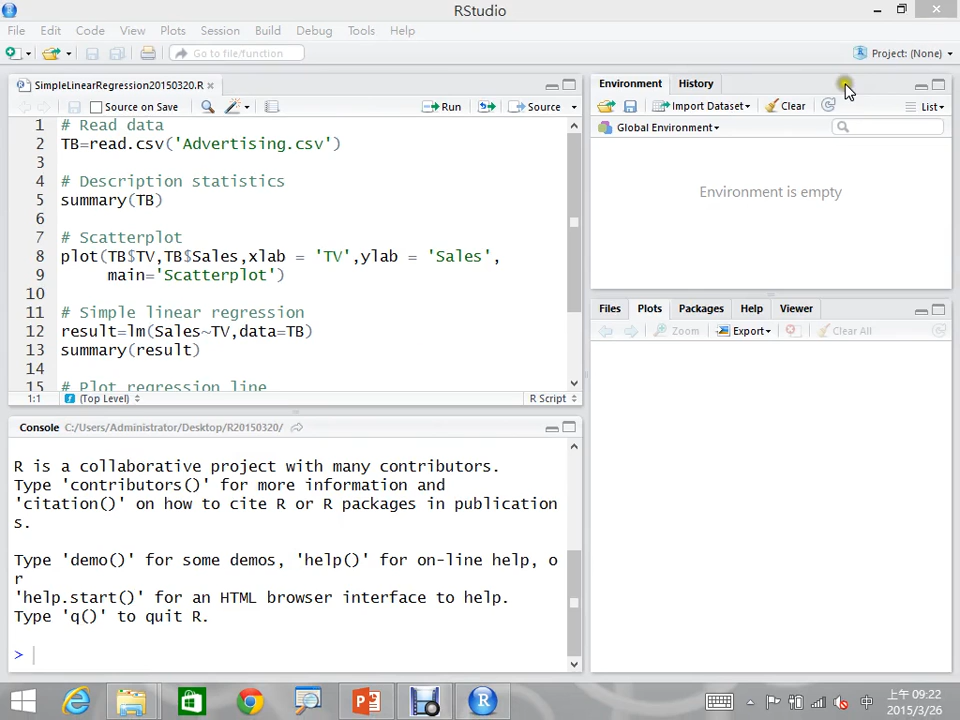 RStudio
File Edit Code View Plots Session Build Debug Tools Help
Go to file/function
Project: (None)
SimpleLinearRegression20150320.R
Source on Save Run Source
1 # Read data
2 TB=read.csv('Advertising.csv')
3
4 # Description statistics
5 summary(TB)
6
7 # Scatterplot
8 plot(TB$TV,TB$Sales,xlab = 'TV',ylab = 'Sales',
9 main='Scatterplot')
10
11 # Simple linear regression
12 result=lm(Sales~TV,data=TB)
13 summary(result)
14
15 # Plot regression line
1:1 (Top Level) R Script
Console C:/Users/Administrator/Desktop/R20150320/
R is a collaborative project with many contributors.
Type 'contributors()' for more information and
'citation()' on how to cite R or R packages in publication
s.
Type 'demo()' for some demos, 'help()' for on-line help, o
r
'help.start()' for an HTML browser interface to help.
Type 'q()' to quit R.
>
Environment History
Import Dataset Clear List
Global Environment
Environment is empty
Files Plots Packages Help Viewer
Zoom Export Clear All
中
上午 09:22
2015/3/26